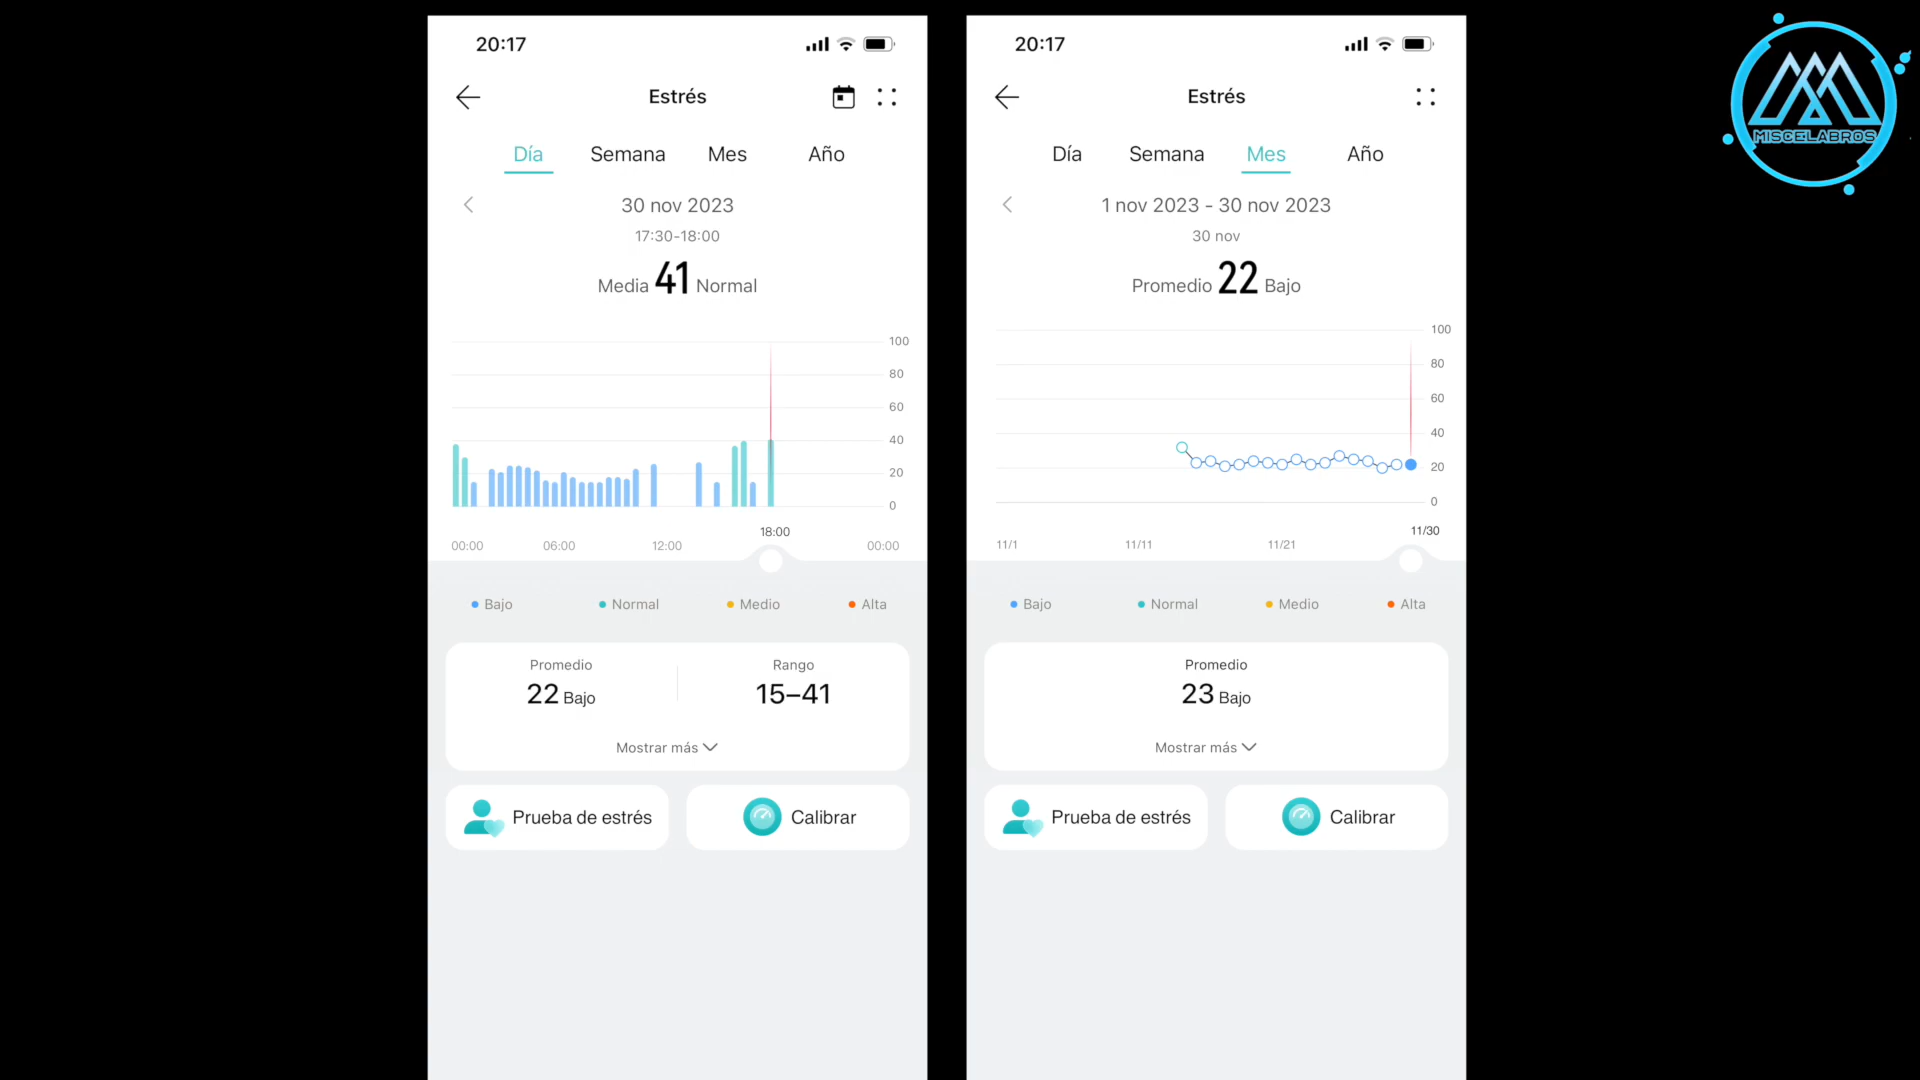 20:17
Estrés
Día Semana Mes Año
30 nov 2023
17:30-18:00
Media 41 Normal
100
80
60
40
20
0
18:00
00:00 06:00 12:00 00:00
Bajo Normal Medio Alta
Promedio Rango
22 Bajo 15–41
Mostrar más
Prueba de estrés Calibrar
20:17
Estrés
Día Semana Mes Año
1 nov 2023 - 30 nov 2023
30 nov
Promedio 22 Bajo
100
80
60
40
20
0
11/30
11/1 11/11 11/21
Bajo Normal Medio Alta
Promedio
23 Bajo
Mostrar más
Prueba de estrés Calibrar
MISCELABROS